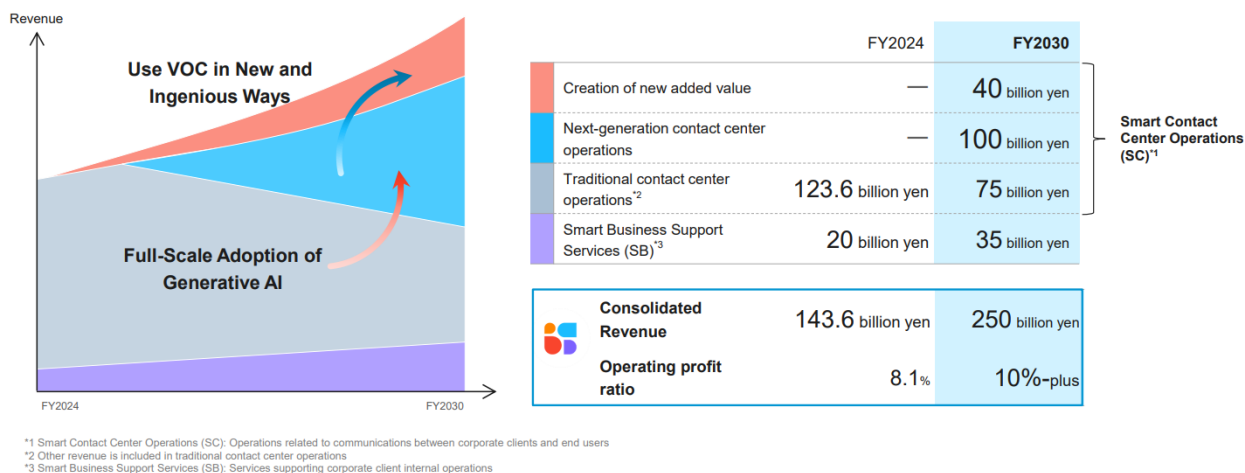 Revenue
Use VOC in New and
Ingenious Ways
Full-Scale Adoption of
Generative AI
FY2024
FY2030
FY2024
FY2030
Creation of new added value
—
40 billion yen
Next-generation contact center
operations
—
100 billion yen
Traditional contact center
operations*2
123.6 billion yen
75 billion yen
Smart Business Support
Services (SB)*3
20 billion yen
35 billion yen
Smart Contact
Center Operations
(SC)*1
Consolidated
Revenue
143.6 billion yen
250 billion yen
Operating profit
ratio
8.1%
10%-plus
*1 Smart Contact Center Operations (SC): Operations related to communications between corporate clients and end users
*2 Other revenue is included in traditional contact center operations
*3 Smart Business Support Services (SB): Services supporting corporate client internal operations